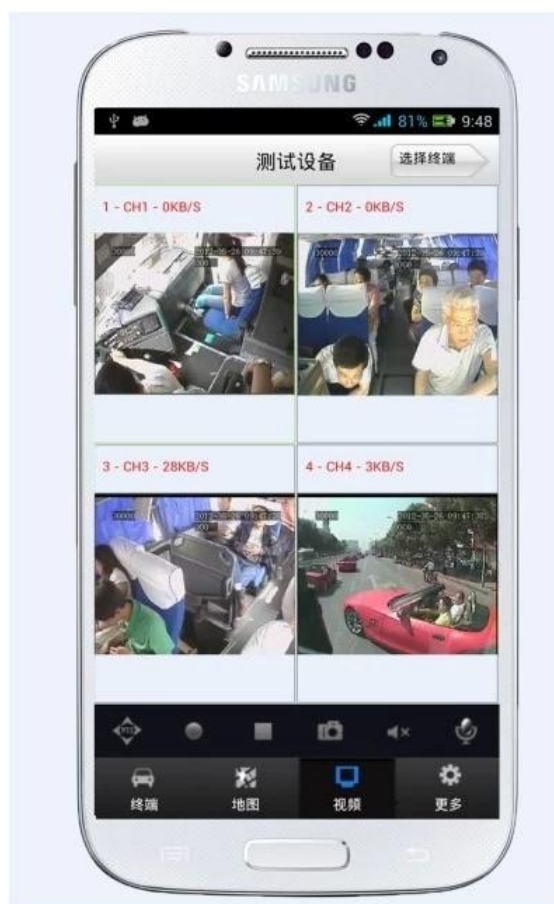 SAMSUNG
81% 9:48
测试设备
选择终端
1 - CH1 - 0KB/S
2 - CH2 - 0KB/S
3 - CH3 - 28KB/S
4 - CH4 - 3KB/S
PTZ
终端
地图
视频
更多